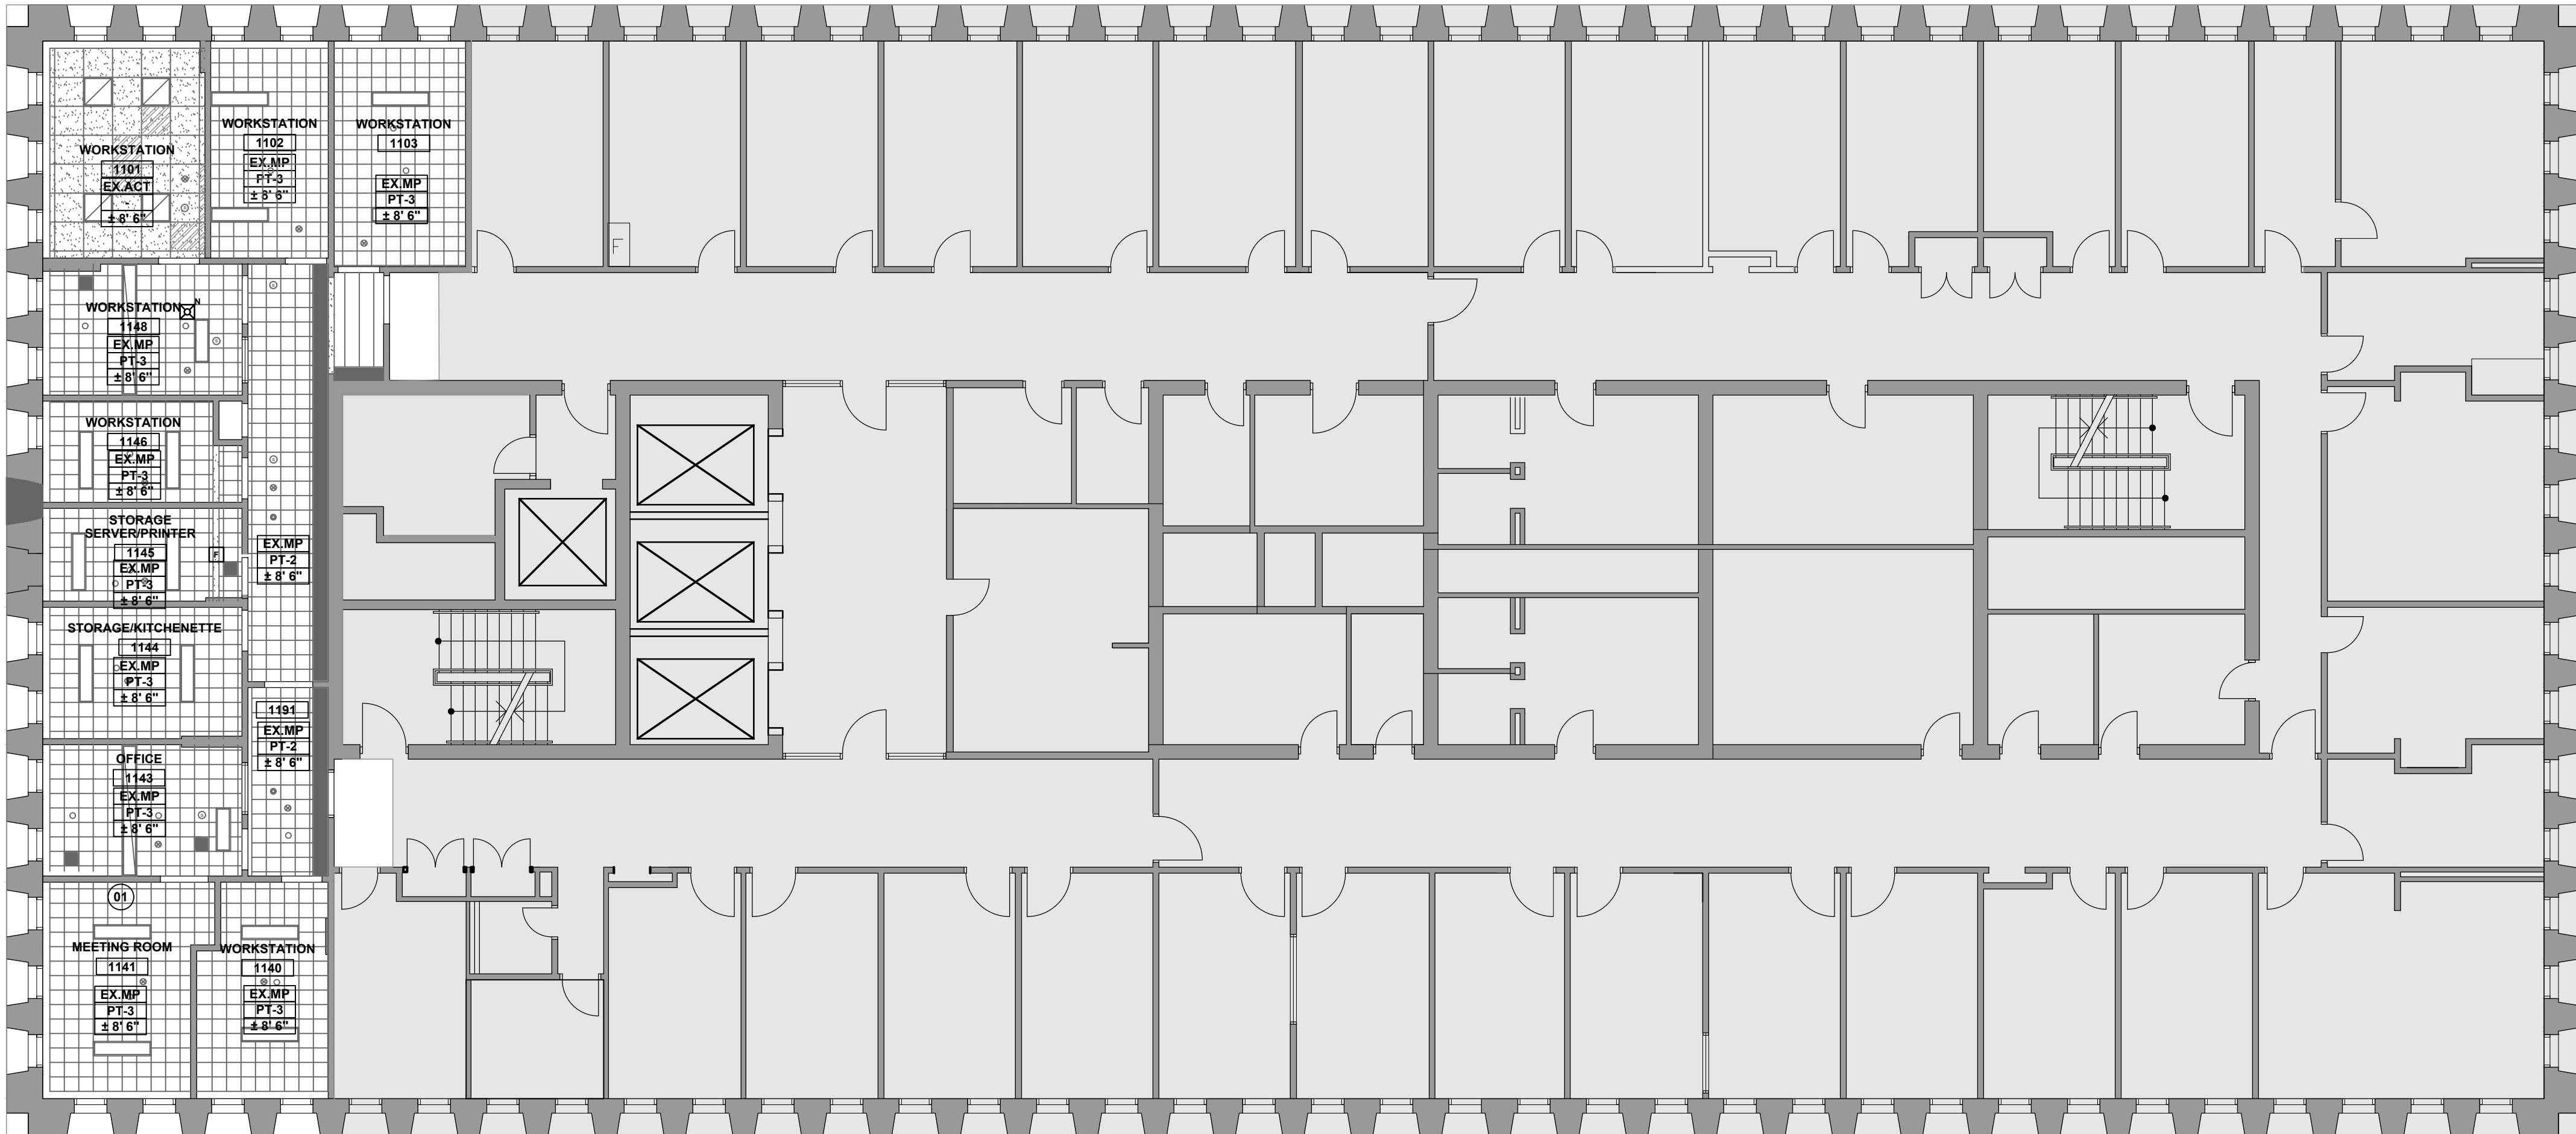 WORKSTATION
1101
EX.ACT
-
± 8' 6"
WORKSTATION
1102
EX.MP
PT-3
± 8' 6"
WORKSTATION
1103
EX.MP
PT-3
± 8' 6"
F
WORKSTATION
N
1148
EX.MP
PT-3
± 8' 6"
WORKSTATION
1146
EX.MP
PT-3
± 8' 6"
STORAGE
SERVER/PRINTER
1145
EX.MP
PT-3
± 8' 6"
F
EX.MP
PT-2
± 8' 6"
STORAGE/KITCHENETTE
1144
EX.MP
PT-3
± 8' 6"
1191
EX.MP
PT-2
± 8' 6"
OFFICE
1143
EX.MP
PT-3
± 8' 6"
01
MEETING ROOM
1141
EX.MP
PT-3
± 8' 6"
WORKSTATION
1140
EX.MP
PT-3
± 8' 6"